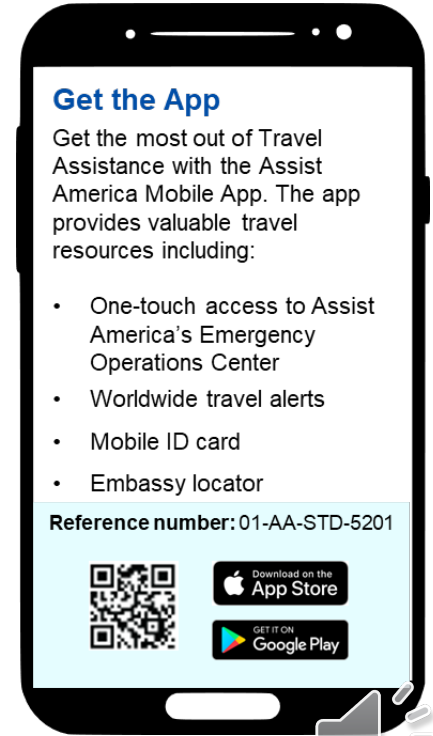 Get the App
Get the most out of Travel
Assistance with the Assist
America Mobile App. The app
provides valuable travel
resources including:
• One-touch access to Assist
America's Emergency
Operations Center
• Worldwide travel alerts
• Mobile ID card
• Embassy locator
Reference number: 01-AA-STD-5201
Download on the
App Store
GET IT ON
Google Play